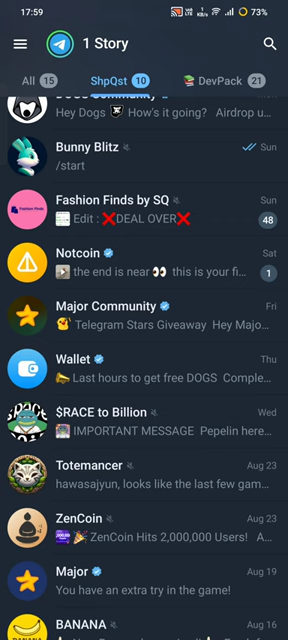 17:59
VoLTE
1 KB/s
73%
1 Story
All 15
ShpQst 10
DevPack 21
DOGS Community
Hey Dogs How's it going? Airdrop u...
Bunny Blitz
Sun
/start
Fashion Finds by SQ
Sun
Edit : ❌DEAL OVER❌
48
Notcoin
Sat
the end is near 👀 this is your fi...
1
Major Community
Fri
Telegram Stars Giveaway Hey Majo...
Wallet
Thu
Last hours to get free DOGS Comple...
$RACE to Billion
Wed
IMPORTANT MESSAGE Pepelin here...
Totemancer
Aug 23
hawasajyun, looks like the last few gam...
ZenCoin
Aug 23
ZenCoin Hits 2,000,000 Users! A...
Major
Aug 19
You have an extra try in the game!
BANANA
Aug 16